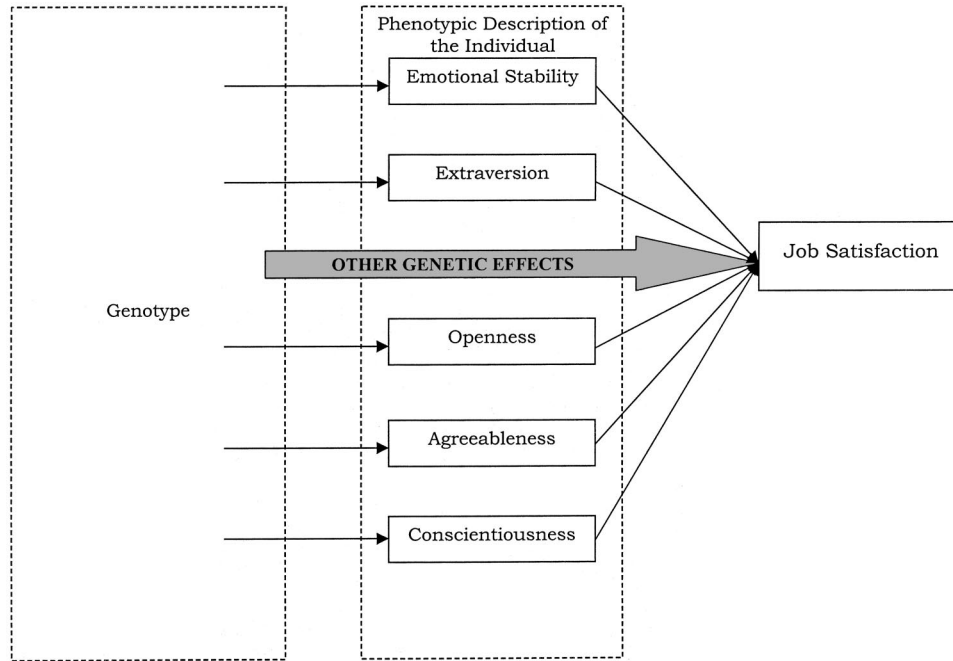 Phenotypic Description of
the Individual
Emotional Stability
Extraversion
Job Satisfaction
OTHER GENETIC EFFECTS
Genotype
Openness
Agreeableness
Conscientiousness